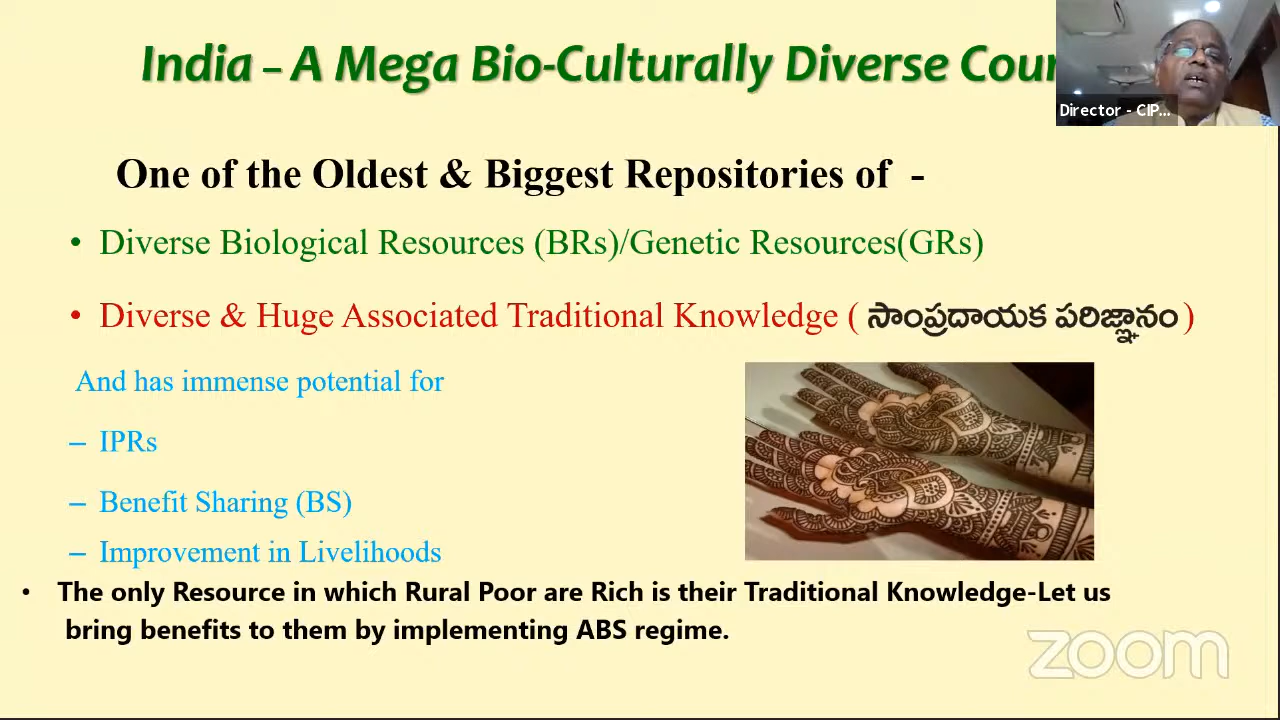 India – A Mega Bio-Culturally Diverse Cour
Director - CIP...
One of the Oldest & Biggest Repositories of -
• Diverse Biological Resources (BRs)/Genetic Resources(GRs)
• Diverse & Huge Associated Traditional Knowledge ( సాంప్రదాయక పరిజ్ఞానం )
And has immense potential for
– IPRs
– Benefit Sharing (BS)
– Improvement in Livelihoods
• The only Resource in which Rural Poor are Rich is their Traditional Knowledge-Let us
bring benefits to them by implementing ABS regime.
zoom